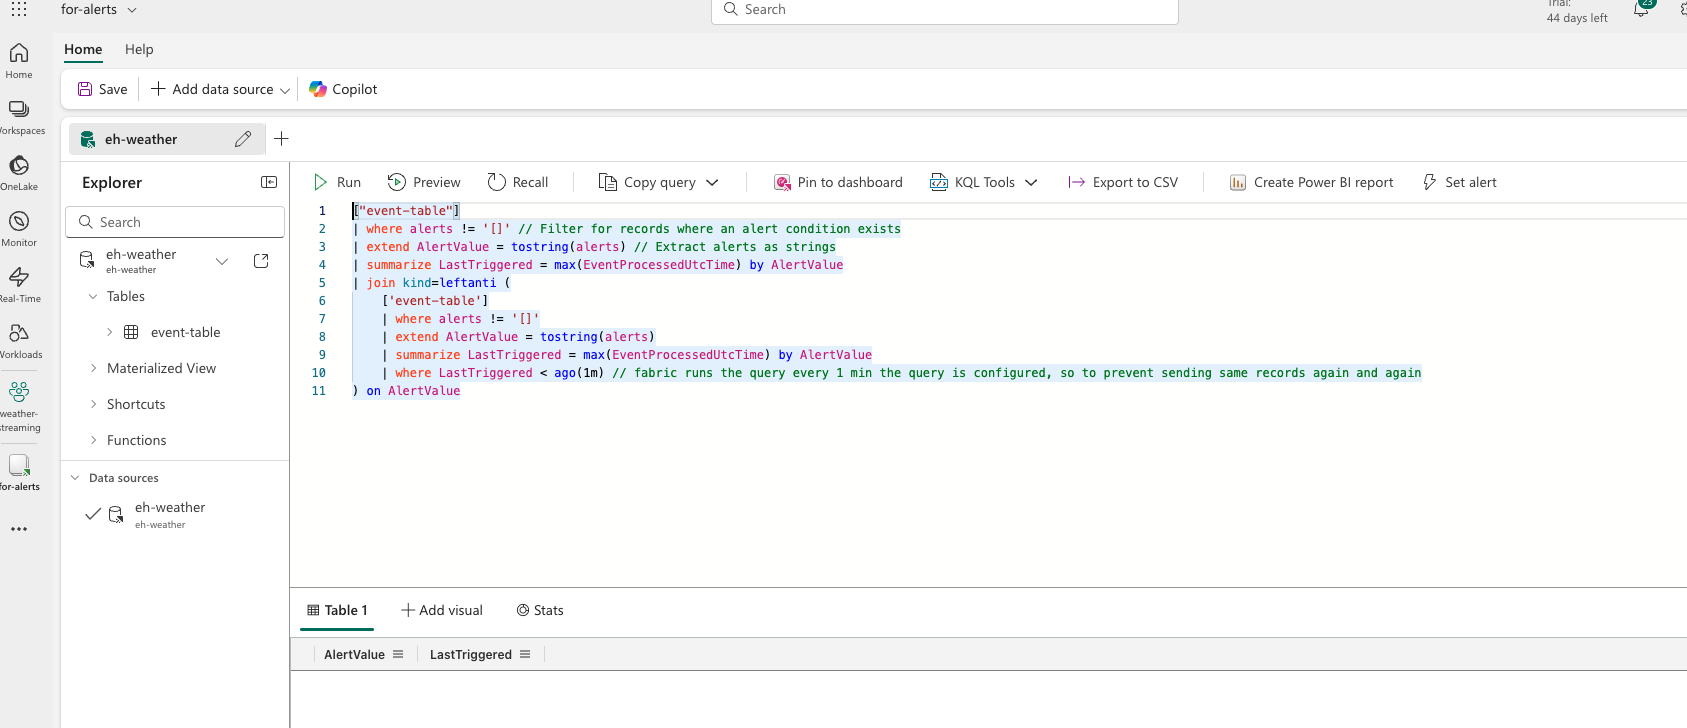 for-alerts
Search
Trial:
44 days left
23
Home
Help
Save
Add data source
Copilot
Home
orkspaces
OneLake
Monitor
Real-Time
Workloads
weather-
streaming
for-alerts
eh-weather
Explorer
Search
eh-weather
eh-weather
Tables
event-table
Materialized View
Shortcuts
Functions
Data sources
eh-weather
eh-weather
Run
Preview
Recall
Copy query
Pin to dashboard
KQL Tools
Export to CSV
Create Power BI report
Set alert
1 ["event-table"]
2 | where alerts != '[]' // Filter for records where an alert condition exists
3 | extend AlertValue = tostring(alerts) // Extract alerts as strings
4 | summarize LastTriggered = max(EventProcessedUtcTime) by AlertValue
5 | join kind=leftanti (
6 ['event-table']
7 | where alerts != '[]'
8 | extend AlertValue = tostring(alerts)
9 | summarize LastTriggered = max(EventProcessedUtcTime) by AlertValue
10 | where LastTriggered < ago(1m) // fabric runs the query every 1 min the query is configured, so to prevent sending same records again and again
11 ) on AlertValue
Table 1
Add visual
Stats
AlertValue
LastTriggered